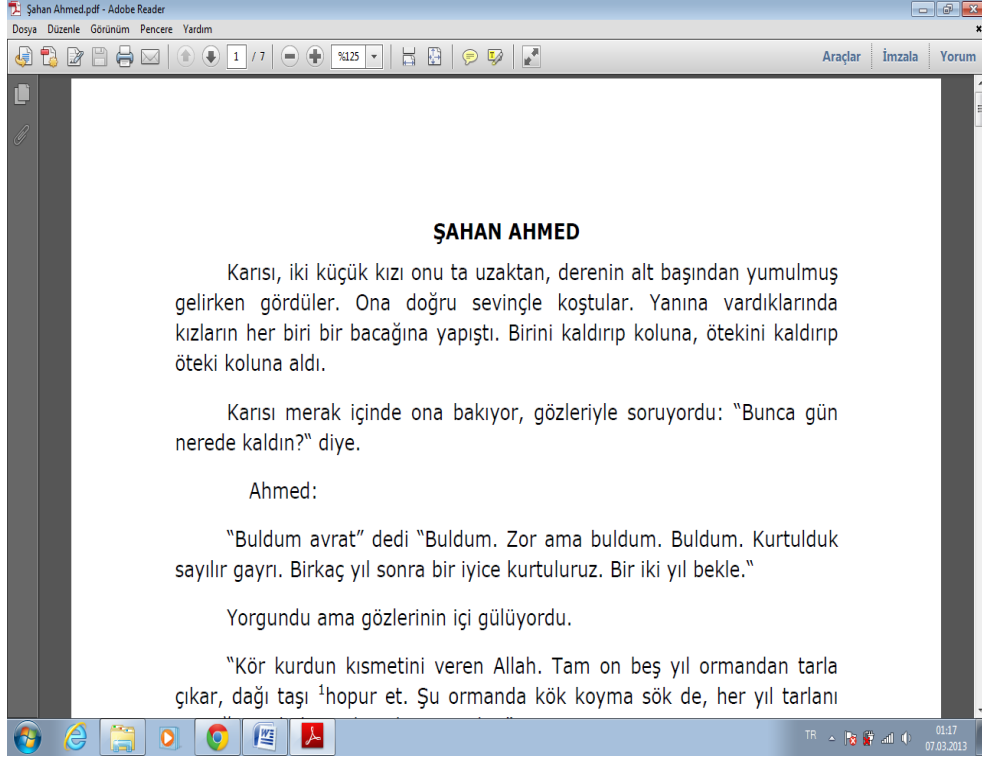 Şahan Ahmed.pdf - Adobe Reader
Dosya Düzenle Görünüm Pencere Yardım
1 / 7 %125 Araçlar İmzala Yorum
ŞAHAN AHMED
Karısı, iki küçük kızı onu ta uzaktan, derenin alt başından yumulmuş
gelirken gördüler. Ona doğru sevinçle koştular. Yanına vardıklarında
kızların her biri bir bacağına yapıştı. Birini kaldırıp koluna, ötekini kaldırıp
öteki koluna aldı.
Karısı merak içinde ona bakıyor, gözleriyle soruyordu: “Bunca gün
nerede kaldın?“ diye.
Ahmed:
“Buldum avrat” dedi “Buldum. Zor ama buldum. Buldum. Kurtulduk
sayılır gayrı. Birkaç yıl sonra bir iyice kurtuluruz. Bir iki yıl bekle.“
Yorgundu ama gözlerinin içi gülüyordu.
“Kör kurdun kısmetini veren Allah. Tam on beş yıl ormandan tarla
çıkar, dağı taşı ¹hopur et. Şu ormanda kök koyma sök de, her yıl tarlanı
TR 01:17
07.03.2013